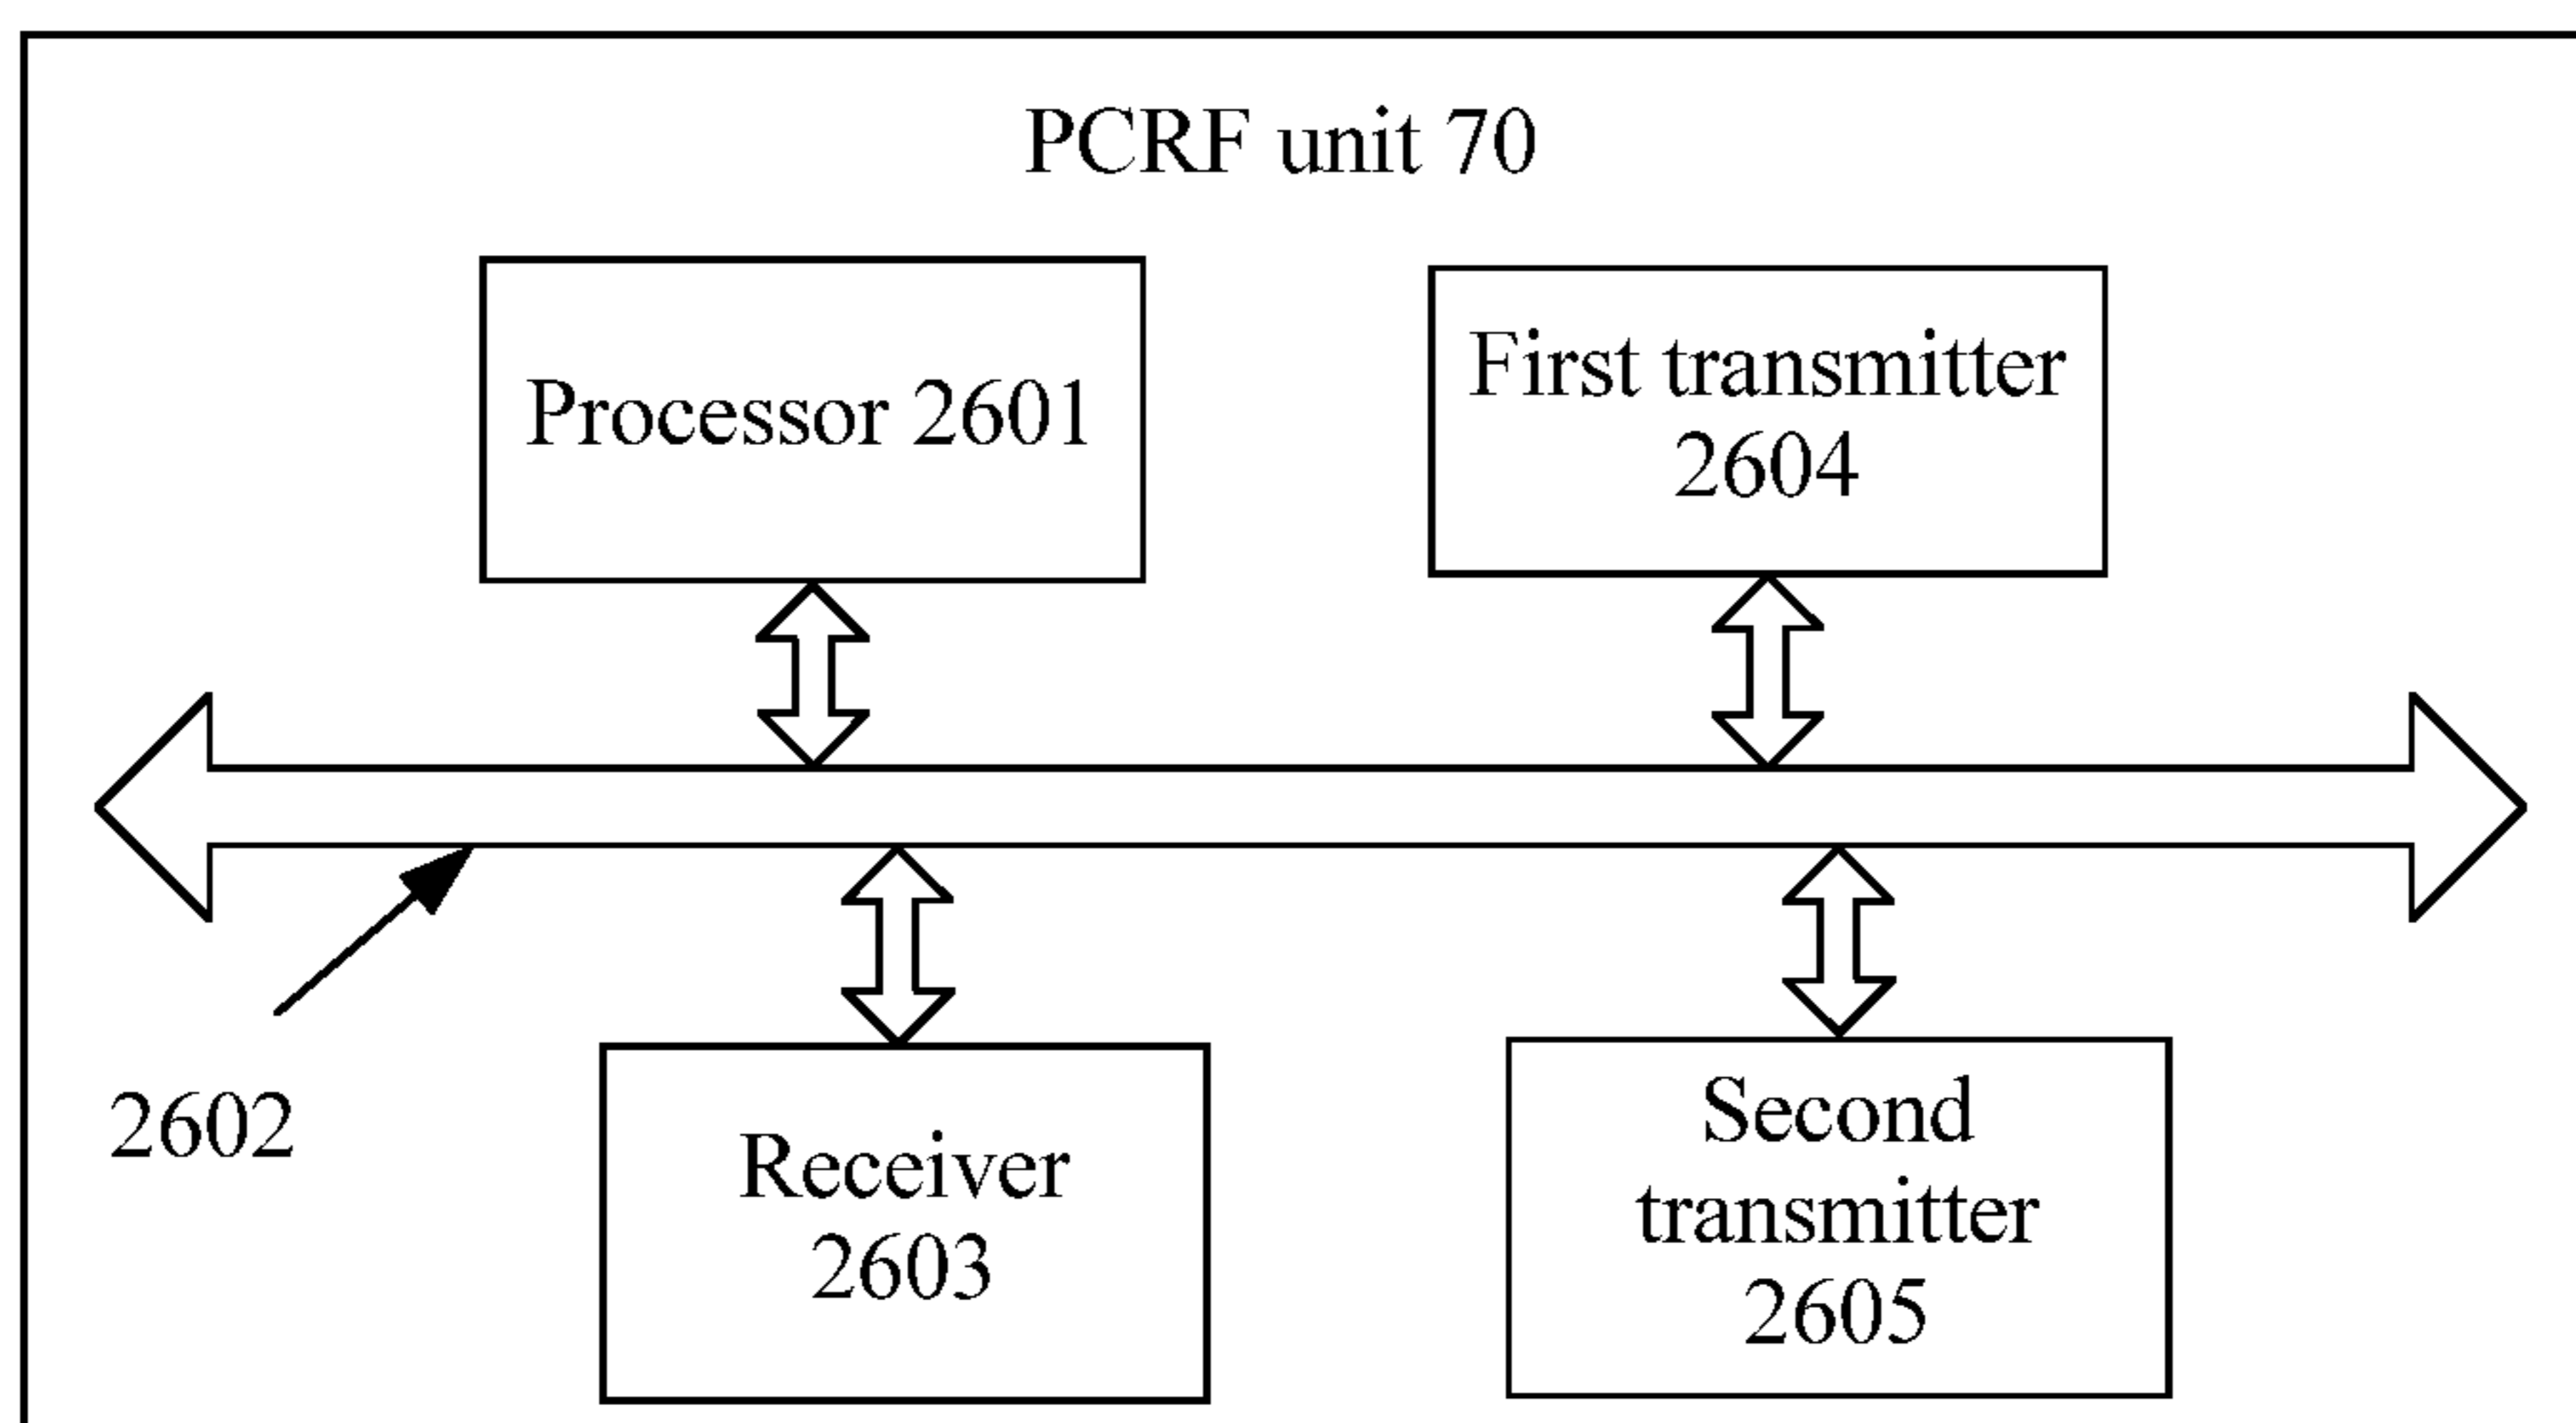 PCRF unit 70
Processor 2601
First transmitter
2604
2602
Receiver
2603
Second
transmitter
2605